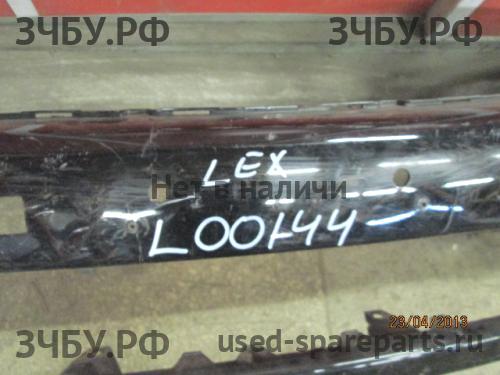 ЗЧБУ.РФ ЗЧБУ.РФ
LEX
Нет в наличи
L00144
23/04/2013
ЗЧБУ.РФ used-spareparts.ru